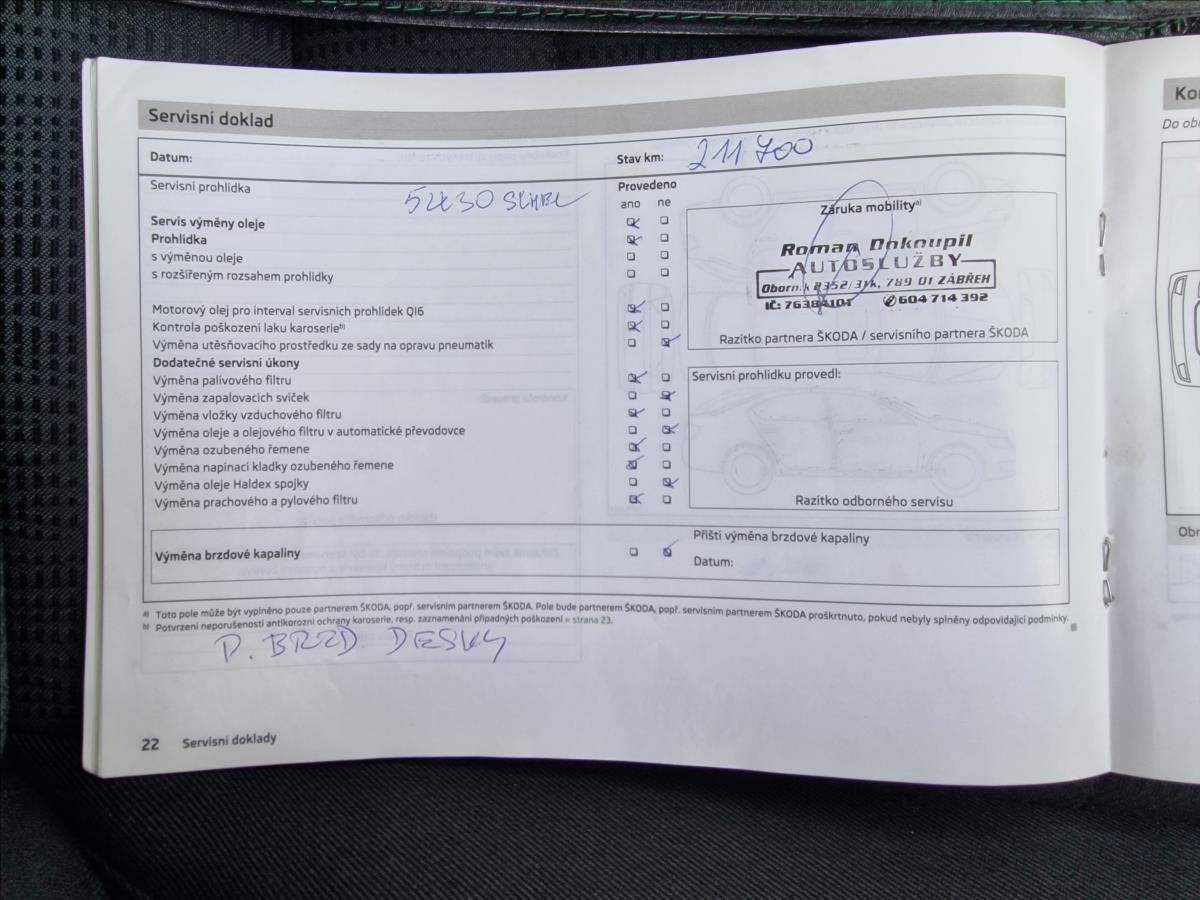 Servisní doklad
Datum:
Stav km: 211 700
Servisní prohlídka
5W30 SHELL
Provedeno
ano ne
Servis výměny oleje
Prohlídka
s výměnou oleje
s rozšířeným rozsahem prohlídky
Motorový olej pro interval servisních prohlídek QI6
Kontrola poškození laku karoserie b)
Výměna utěsňovacího prostředku ze sady na opravu pneumatik
Dodatečné servisní úkony
Výměna palivového filtru
Výměna zapalovacích svíček
Výměna vložky vzduchového filtru
Výměna oleje a olejového filtru v automatické převodovce
Výměna ozubeného řemene
Výměna napínací kladky ozubeného řemene
Výměna oleje Haldex spojky
Výměna prachového a pylového filtru
Záruka mobility a)
Roman Dokoupil
AUTOSLUŽBY
789 01 ZÁBŘEH
IČ: 76384101 604 714 392
Razítko partnera ŠKODA / servisního partnera ŠKODA
Servisní prohlídku provedl:
Razítko odborného servisu
Výměna brzdové kapaliny
Příští výměna brzdové kapaliny
Datum:
a) Toto pole může být vyplněno pouze partnerem ŠKODA, popř. servisním partnerem ŠKODA. Pole bude partnerem ŠKODA, popř. servisním partnerem ŠKODA proškrtnuto, pokud nebyly splněny odpovídající podmínky.
b) Potvrzení neporušenosti antikorozní ochrany karoserie, resp. zaznamenání případných poškození » strana 23.
P. BRZD DESKY
22 Servisní doklady